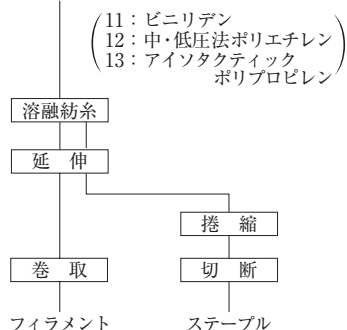 11：ビニリデン
12：中・低圧法ポリエチレン
13：アイソタクティック
ポリプロピレン
溶融紡糸
延　伸
捲　縮
巻　取
切　断
フィラメント
ステープル